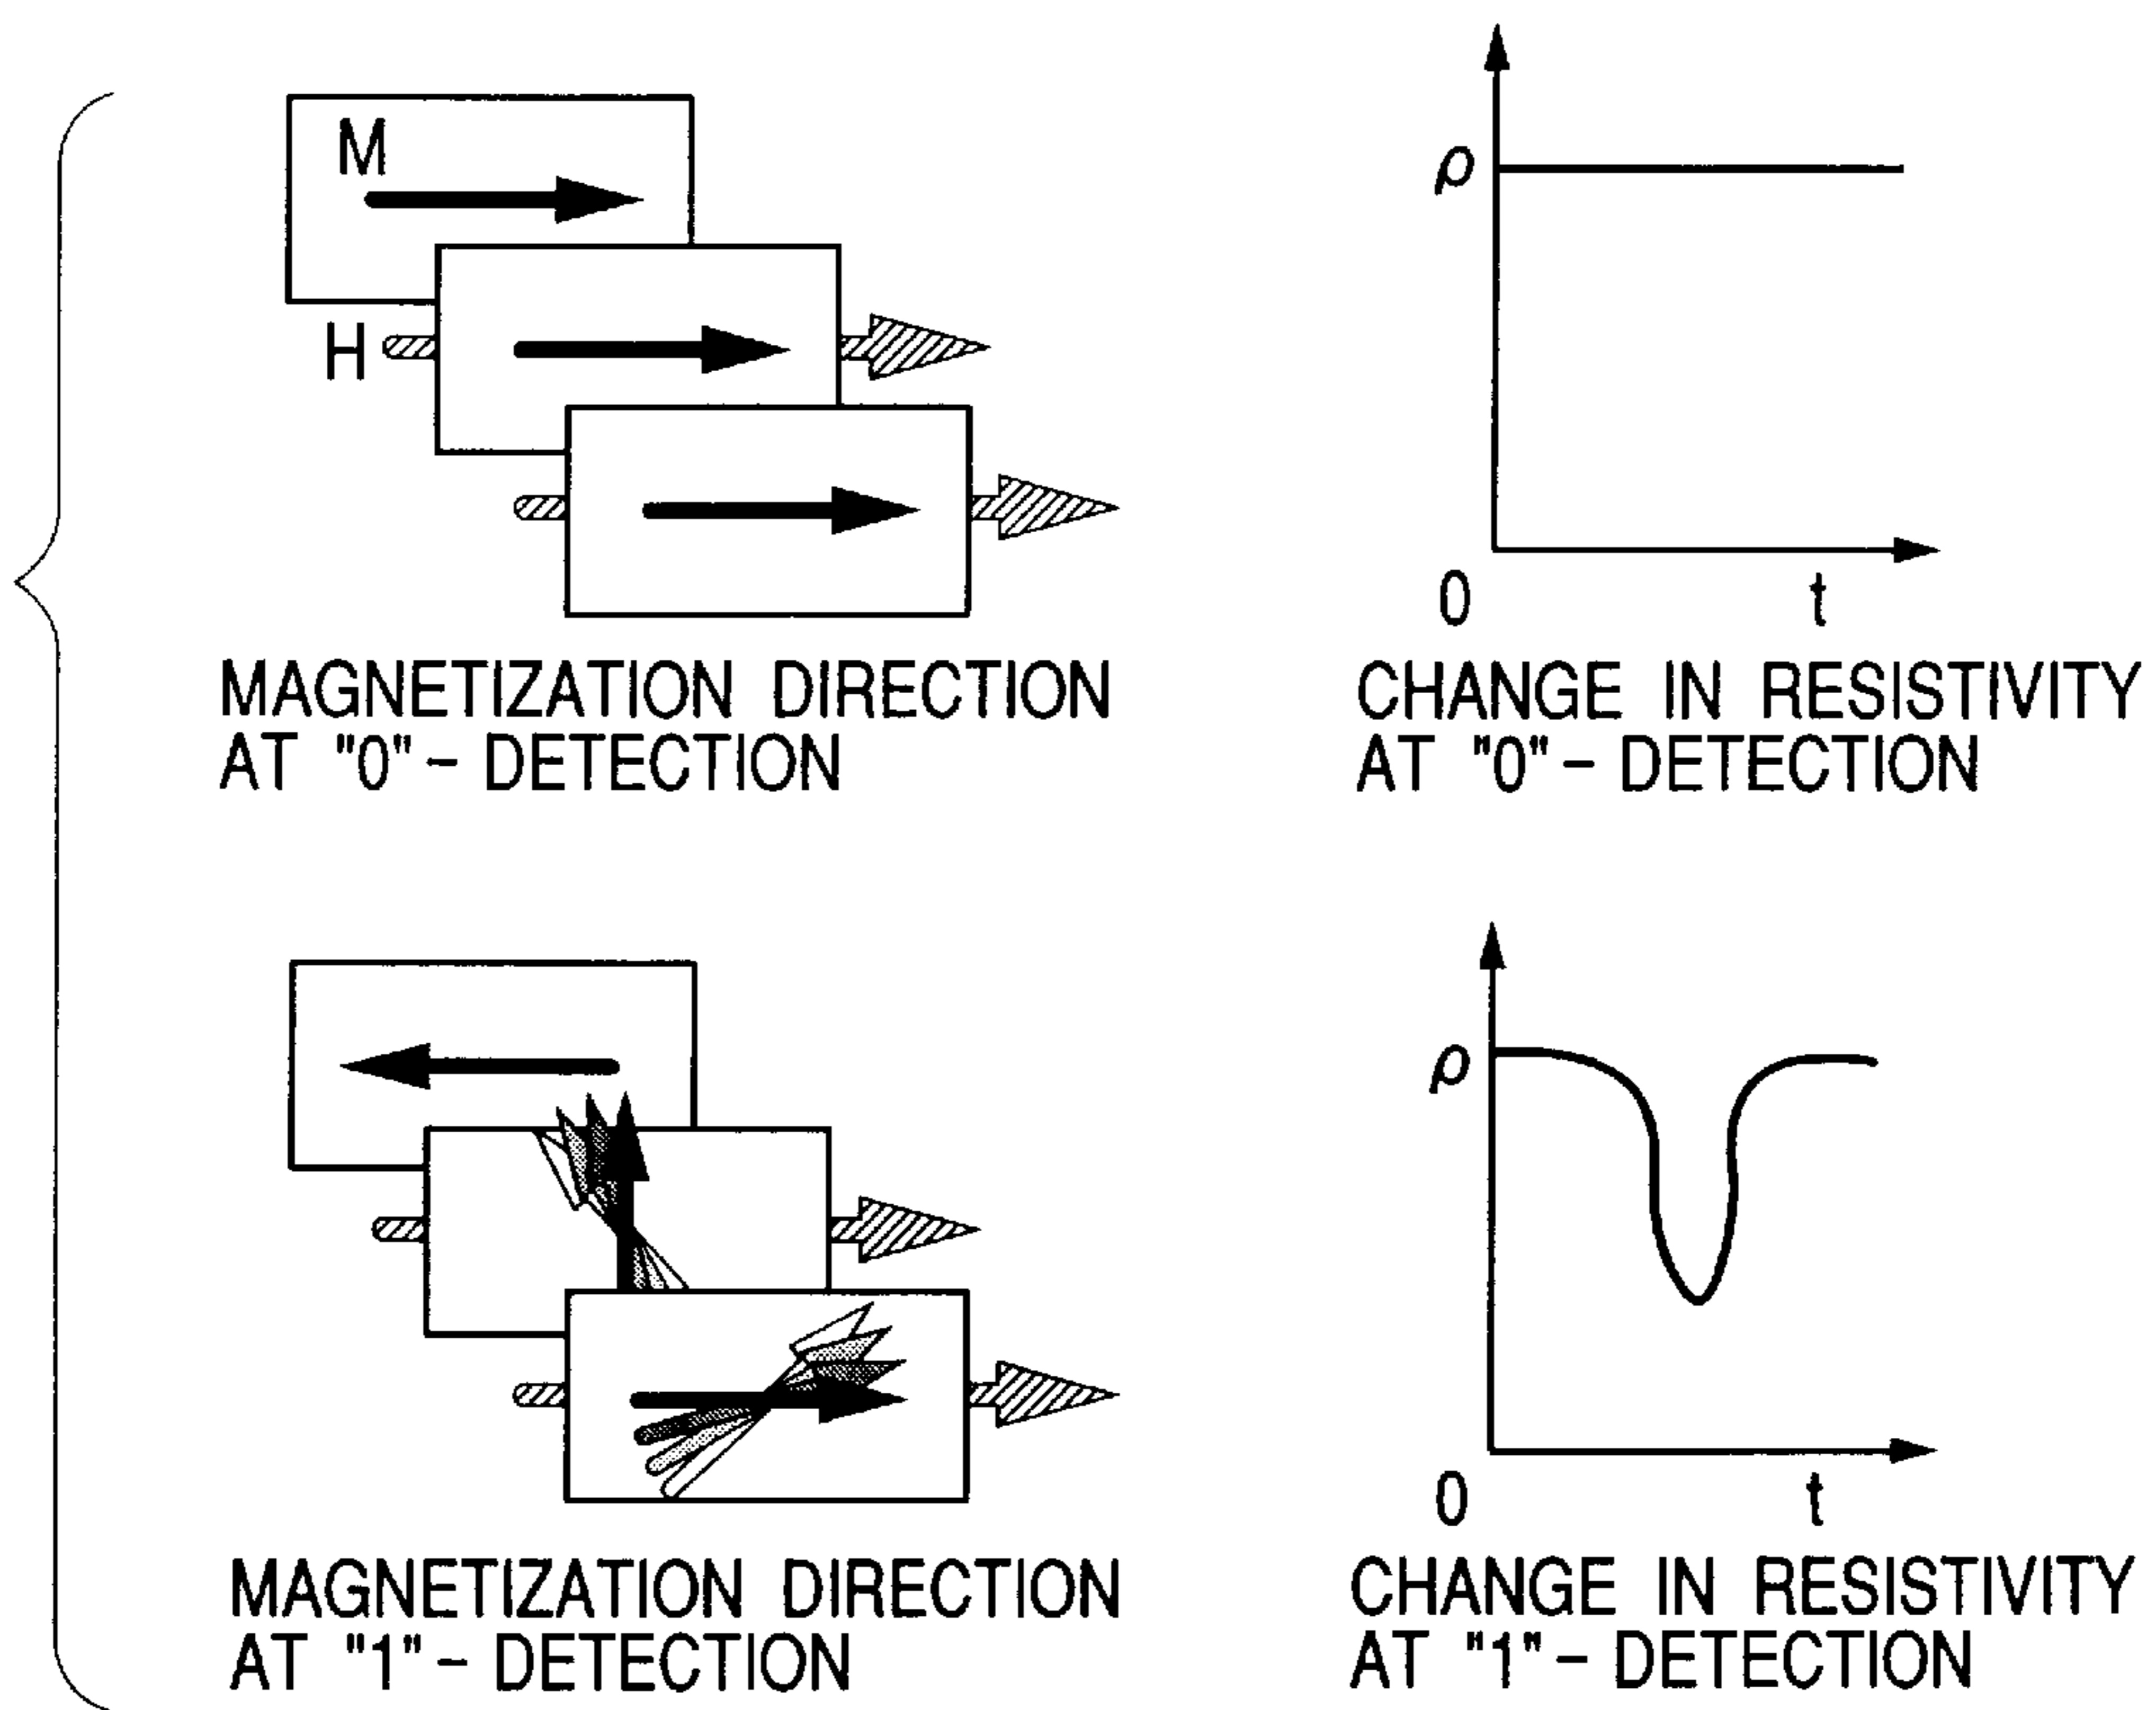 M
H
MAGNETIZATION DIRECTION
AT "0"- DETECTION
ρ
0 t
CHANGE IN RESISTIVITY
AT "0"- DETECTION
MAGNETIZATION DIRECTION
AT "1"- DETECTION
ρ
0 t
CHANGE IN RESISTIVITY
AT "1"- DETECTION